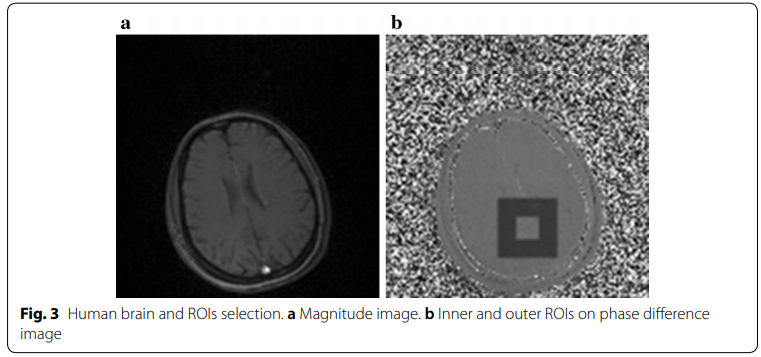 a
b
Fig. 3 Human brain and ROIs selection. a Magnitude image. b Inner and outer ROIs on phase difference
image